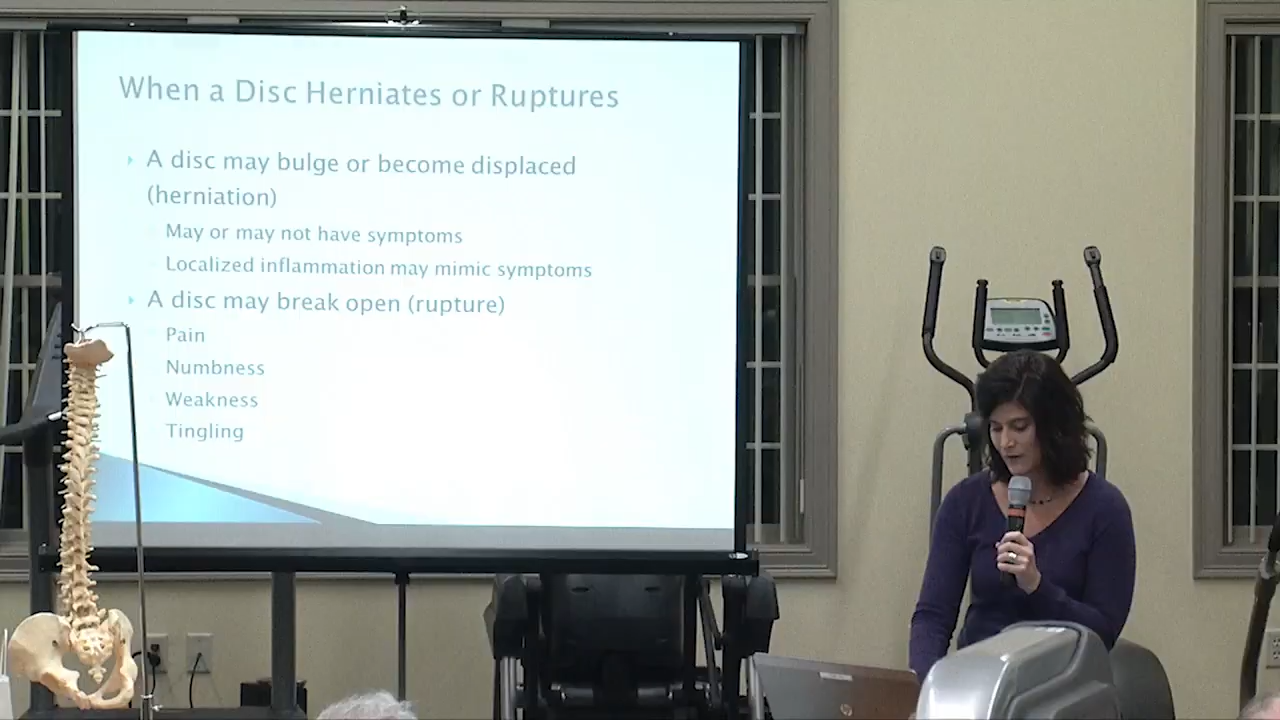 When a Disc Herniates or Ruptures
A disc may bulge or become displaced
(herniation)
May or may not have symptoms
Localized inflammation may mimic symptoms
A disc may break open (rupture)
Pain
Numbness
Weakness
Tingling